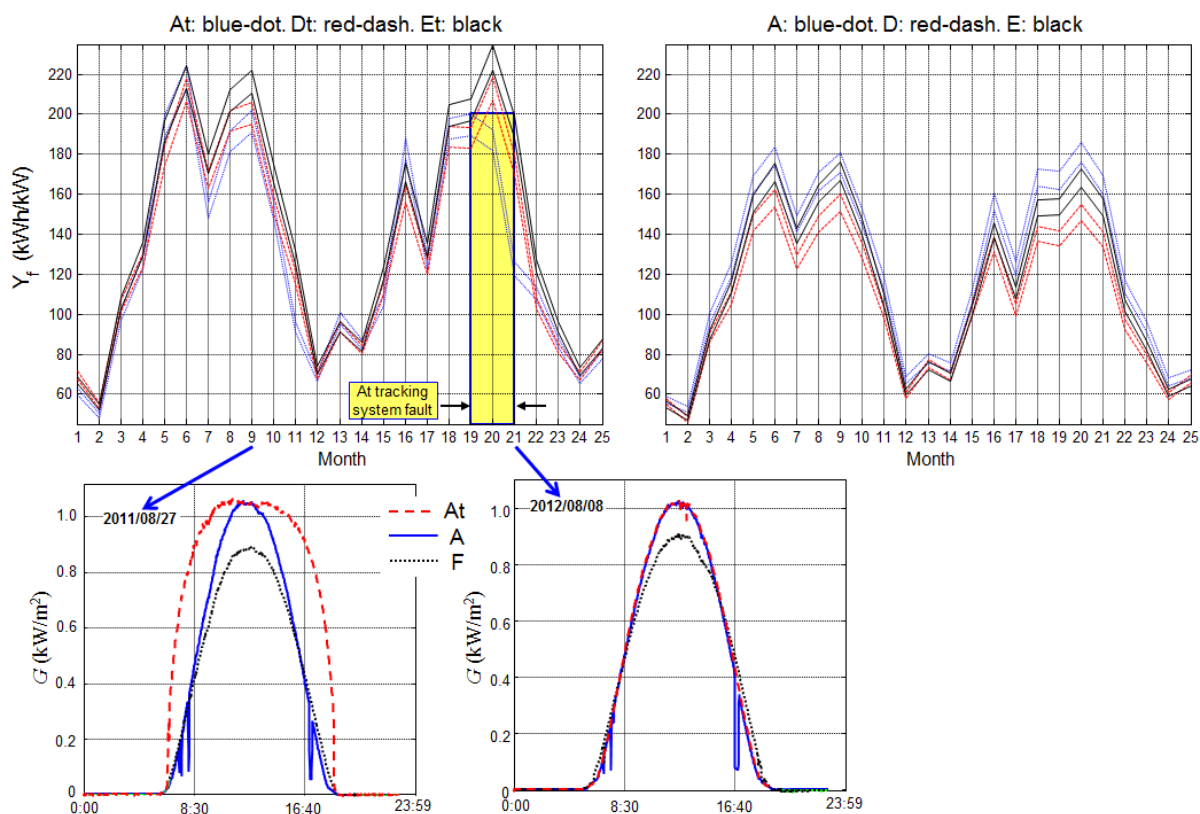 At: blue-dot. Dt: red-dash. Et: black
220
200
180
160
140
120
100
80
60
Y_f (kWh/kW)
At tracking
system fault
1 2 3 4 5 6 7 8 9 10 11 12 13 14 15 16 17 18 19 20 21 22 23 24 25
Month
A: blue-dot. D: red-dash. E: black
220
200
180
160
140
120
100
80
60
1 2 3 4 5 6 7 8 9 10 11 12 13 14 15 16 17 18 19 20 21 22 23 24 25
Month
2011/08/27
1.0
0.8
0.6
0.4
0.2
0
G (kW/m²)
0:00 8:30 16:40 23:59
At
A
F
2012/08/08
1.0
0.8
0.6
0.4
0.2
0
G (kW/m²)
0:00 8:30 16:40 23:59